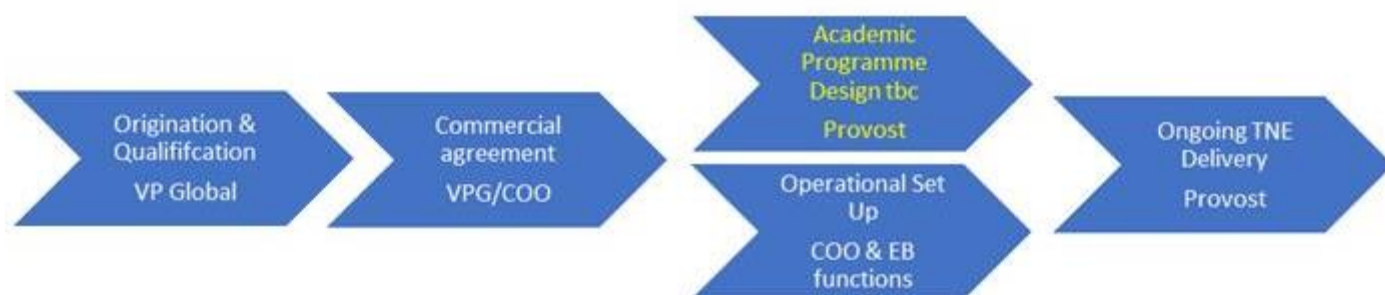 Origination &
Qualififcation
VP Global
Commercial
agreement
VPG/COO
Academic
Programme
Design tbc
Provost
Operational Set
Up
COO & EB
functions
Ongoing TNE
Delivery
Provost